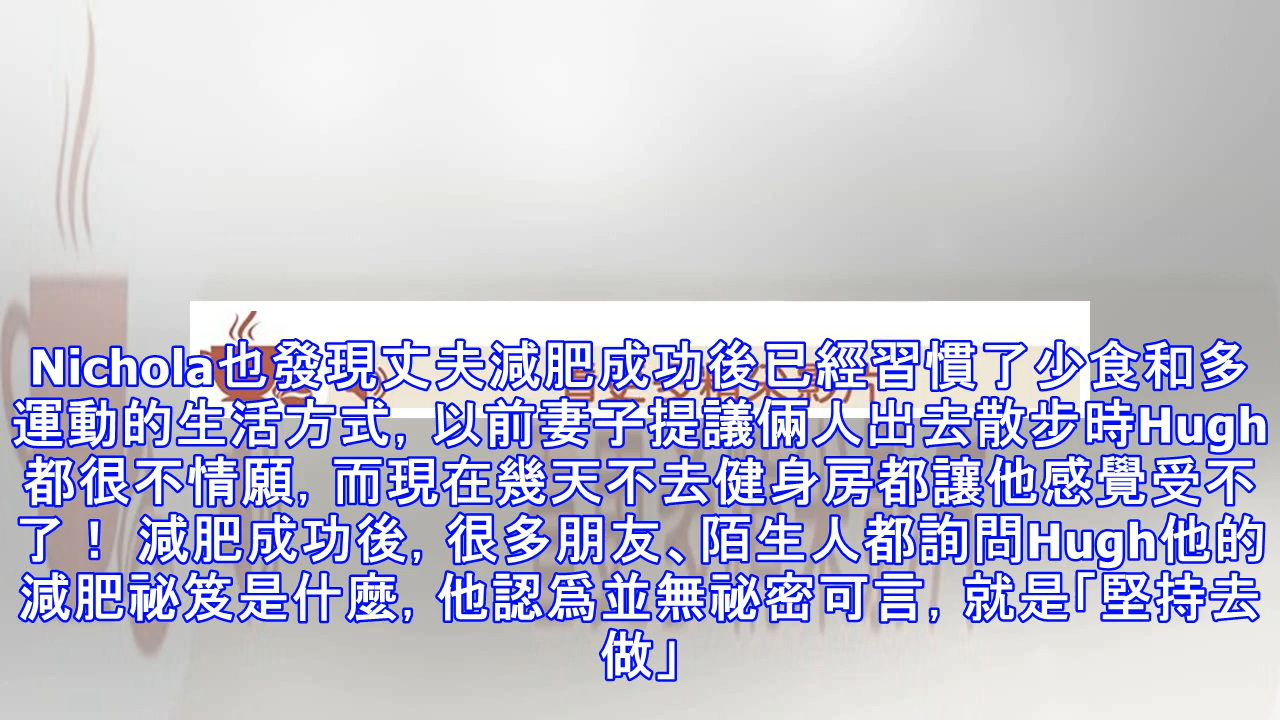 Nichola也發現丈夫減肥成功後已經習慣了少食和多
運動的生活方式, 以前妻子提議倆人出去散步時Hugh
都很不情願, 而現在幾天不去健身房都讓他感覺受不
了！ 減肥成功後, 很多朋友、陌生人都詢問Hugh他的
減肥祕笈是什麼, 他認爲並無祕密可言, 就是「堅持去
做」